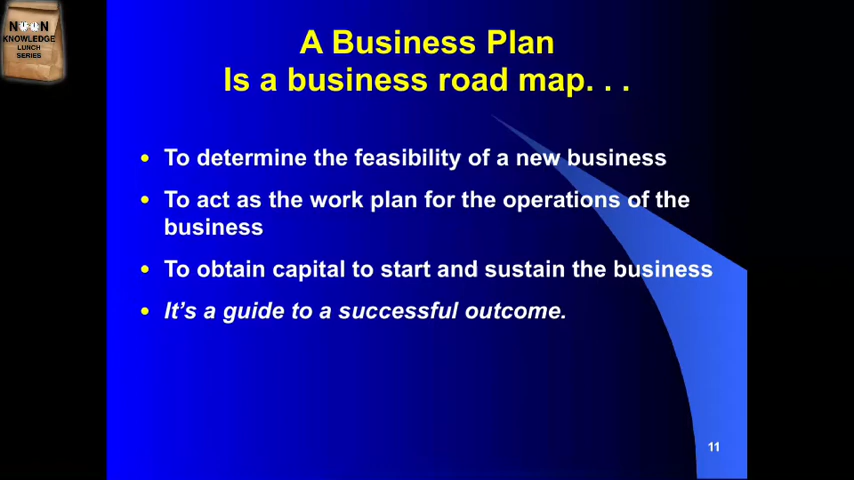 NOON
KNOWLEDGE
LUNCH
SERIES
A Business Plan
Is a business road map. . .
• To determine the feasibility of a new business
• To act as the work plan for the operations of the
business
• To obtain capital to start and sustain the business
• It’s a guide to a successful outcome.
11